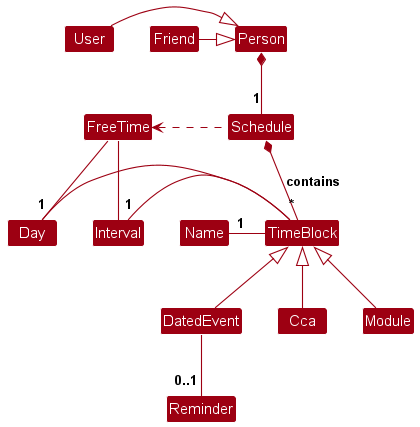 User
Friend
Person
1
FreeTime
Schedule
contains
1
1
*
Day
Interval
Name
1
TimeBlock
DatedEvent
Cca
Module
0..1
Reminder